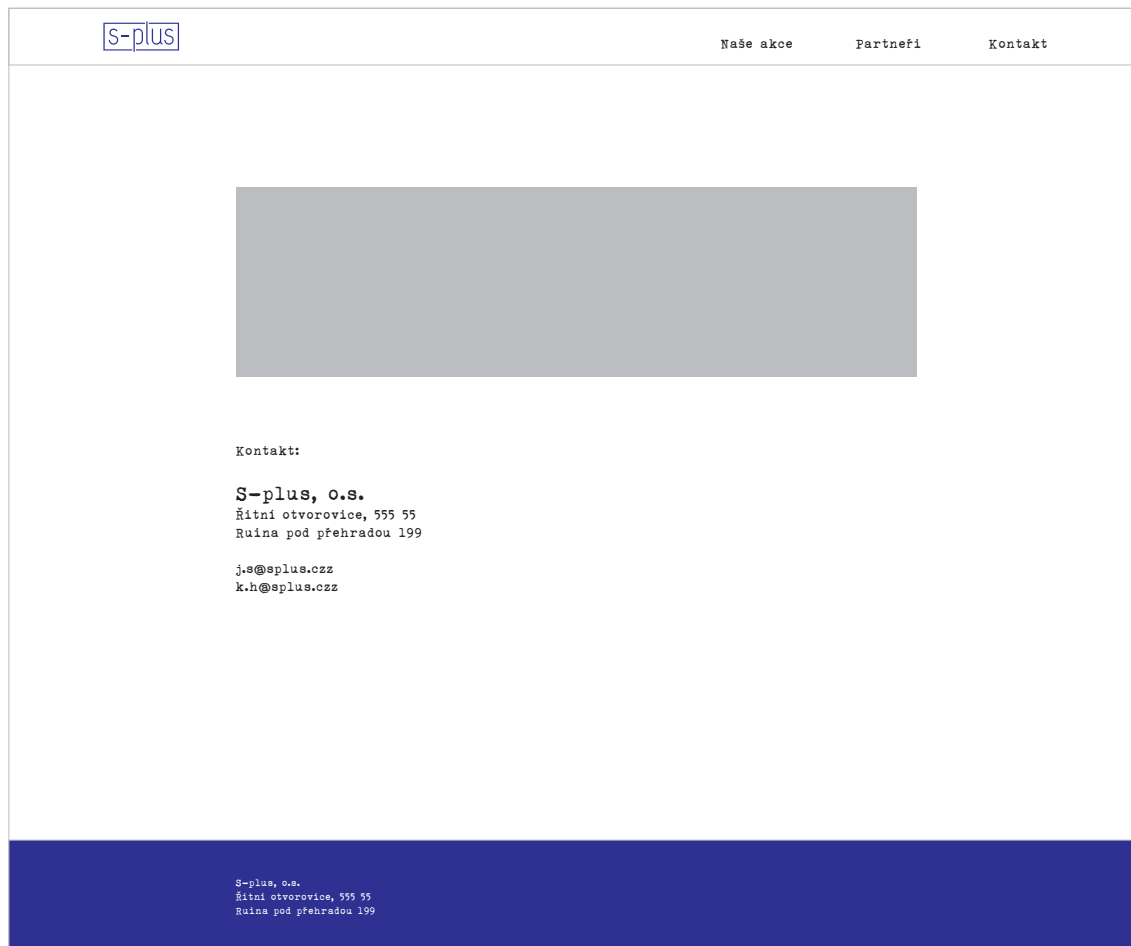 s-plus
Naše akce
Partneři
Kontakt
Kontakt:
S-plus, o.s.
Řitní otvorovice, 555 55
Ruina pod přehradou 199
j.s@splus.czz
k.h@splus.czz
S-plus, o.s.
Řitní otvorovice, 555 55
Ruina pod přehradou 199